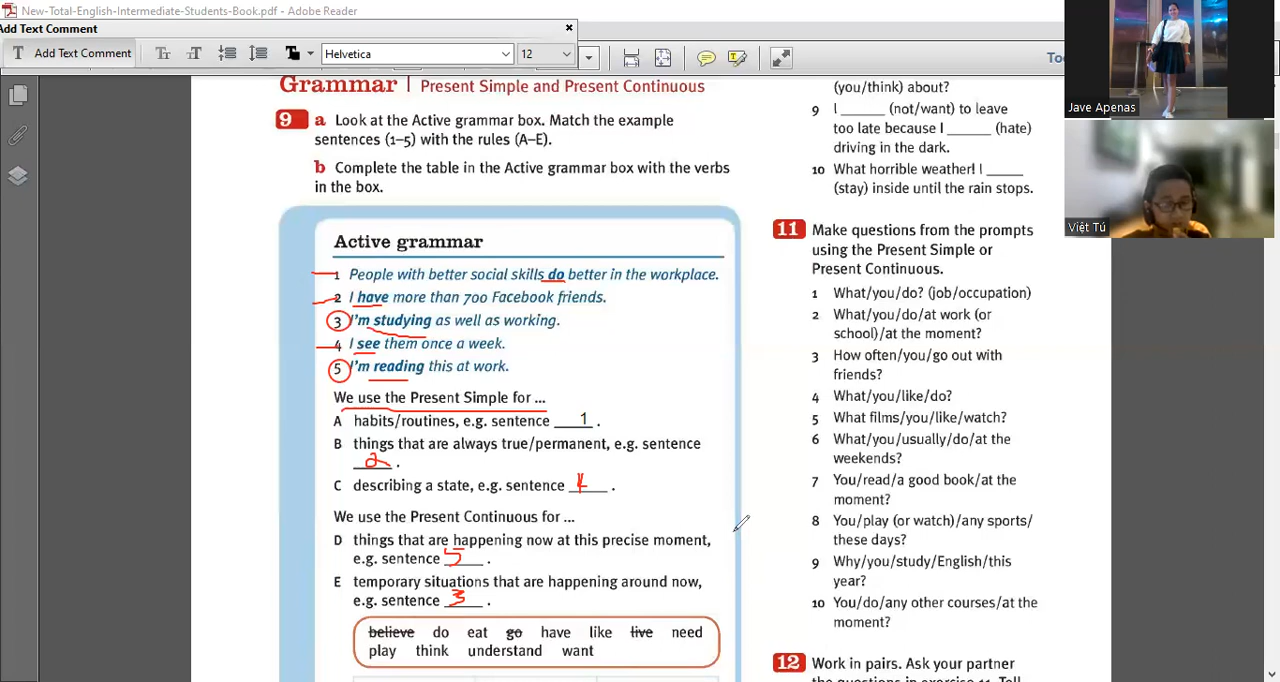 New-Total-English-Intermediate-Students-Book.pdf - Adobe Reader
Add Text Comment
Add Text Comment
Helvetica
12
Jave Apenas
Việt Tú
Grammar | Present Simple and Present Continuous
9 a Look at the Active grammar box. Match the example
sentences (1–5) with the rules (A–E).
b Complete the table in the Active grammar box with the verbs
in the box.
Active grammar
1 People with better social skills do better in the workplace.
2 I have more than 700 Facebook friends.
3 I'm studying as well as working.
4 I see them once a week.
5 I'm reading this at work.
We use the Present Simple for ...
A habits/routines, e.g. sentence 1 .
B things that are always true/permanent, e.g. sentence
2 .
C describing a state, e.g. sentence 4 .
We use the Present Continuous for ...
D things that are happening now at this precise moment,
e.g. sentence 5 .
E temporary situations that are happening around now,
e.g. sentence 3 .
believe do eat go have like live need
play think understand want
(you/think) about?
9 I ______ (not/want) to leave
too late because I ______ (hate)
driving in the dark.
10 What horrible weather! I _____
(stay) inside until the rain stops.
11 Make questions from the prompts
using the Present Simple or
Present Continuous.
1 What/you/do? (job/occupation)
2 What/you/do/at work (or
school)/at the moment?
3 How often/you/go out with
friends?
4 What/you/like/do?
5 What films/you/like/watch?
6 What/you/usually/do/at the
weekends?
7 You/read/a good book/at the
moment?
8 You/play (or watch)/any sports/
these days?
9 Why/you/study/English/this
year?
10 You/do/any other courses/at the
moment?
12 Work in pairs. Ask your partner